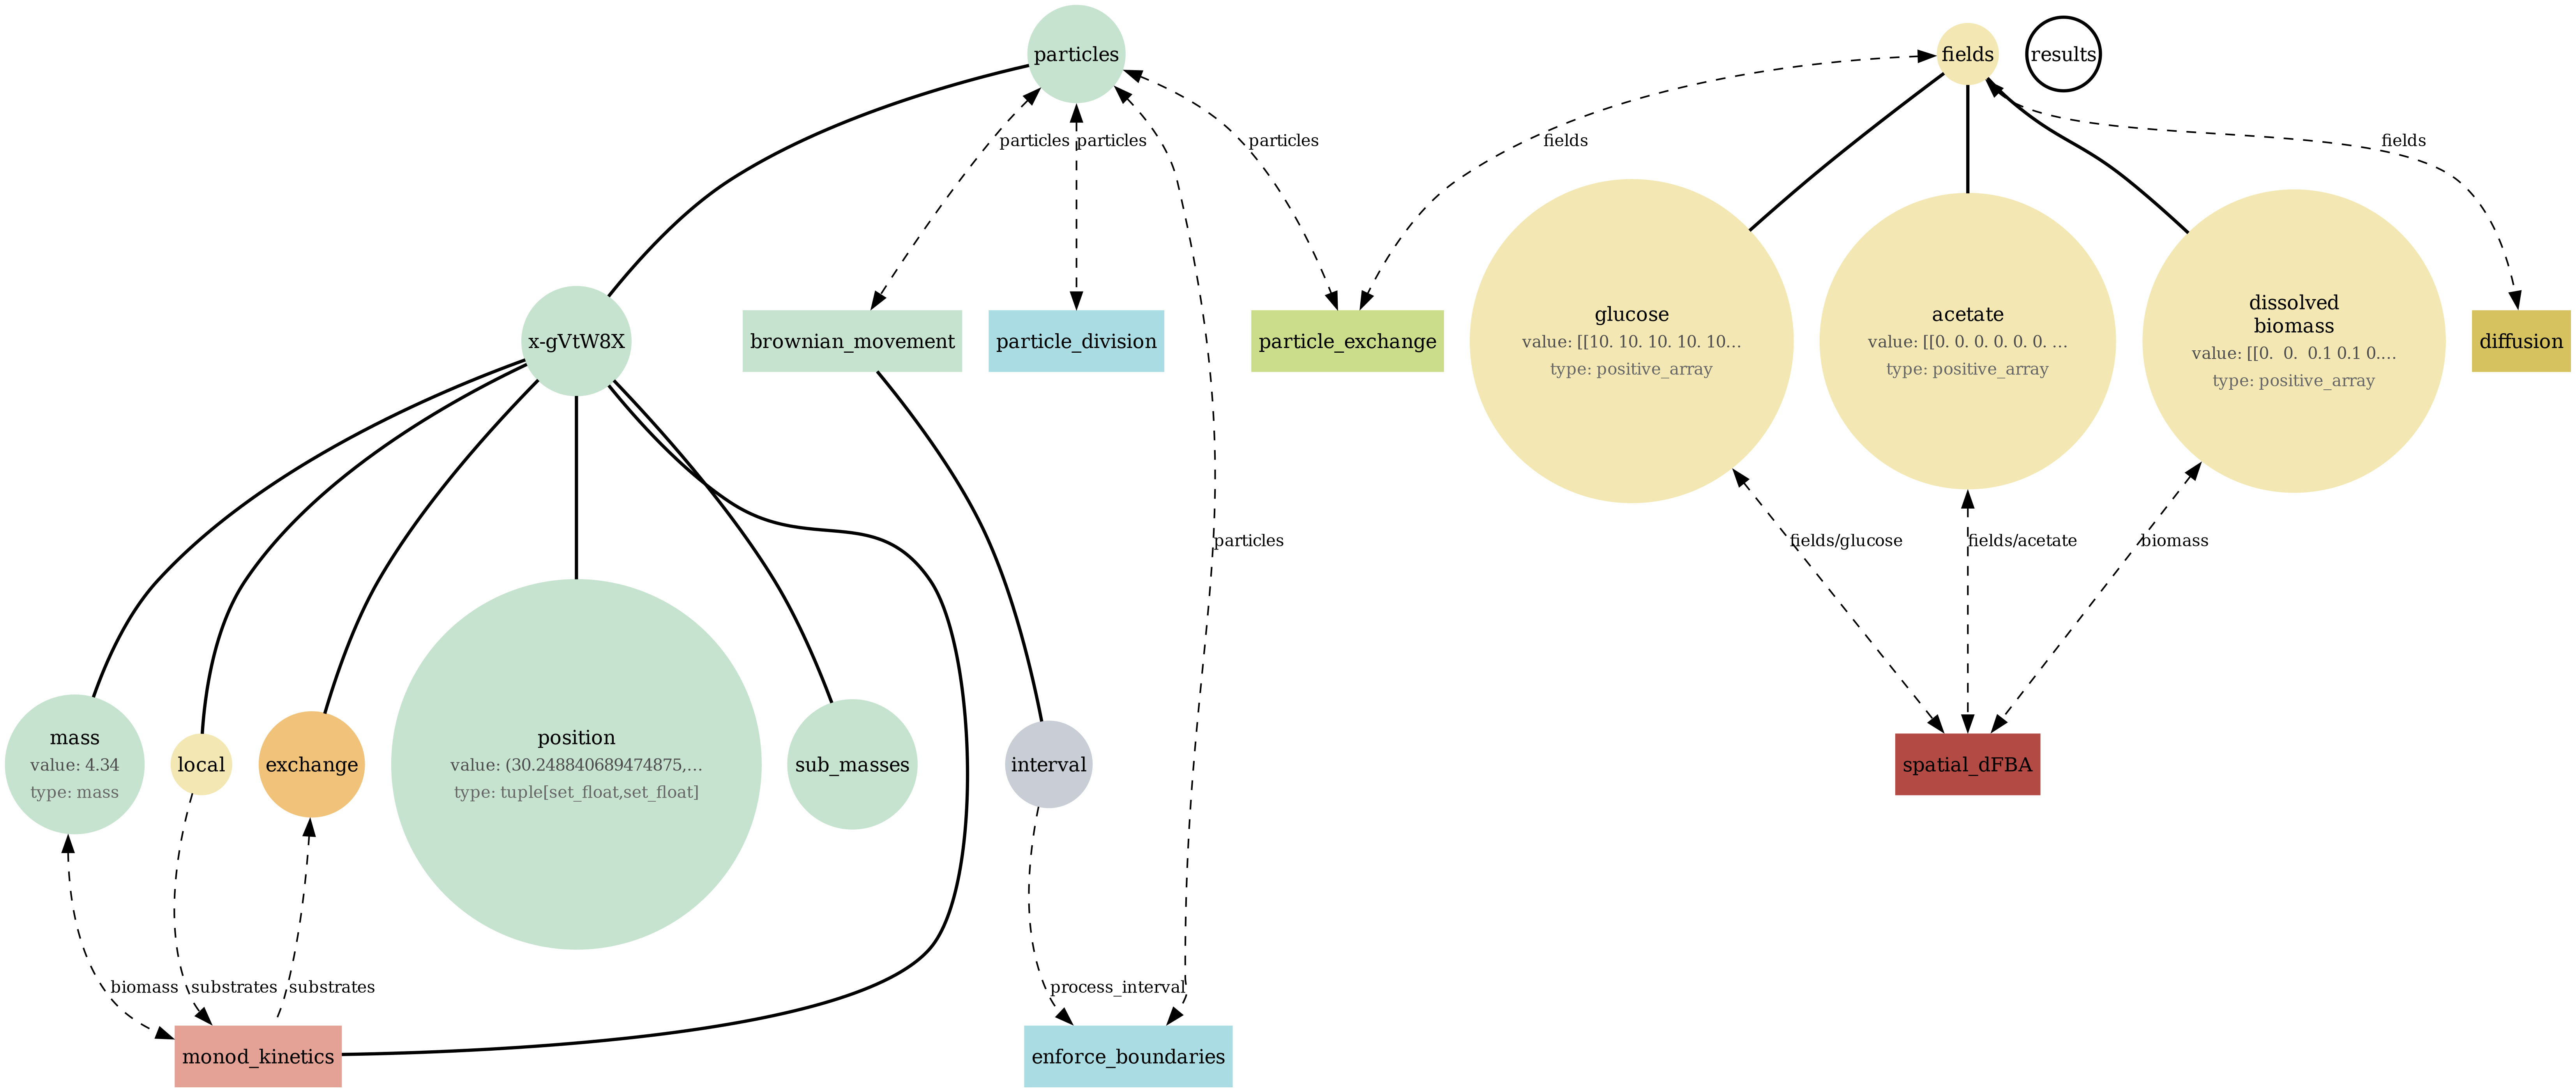 particles
fields
results
particles
particles
particles
fields
fields
x-gVtW8X
brownian_movement
particle_division
particle_exchange
glucose
value: [[10. 10. 10. 10. 10...
type: positive_array
acetate
value: [[0. 0. 0. 0. 0. 0. ...
type: positive_array
dissolved
biomass
value: [[0.  0.  0.1 0.1 0....
type: positive_array
diffusion
particles
fields/glucose
fields/acetate
biomass
mass
value: 4.34
type: mass
local
exchange
position
value: (30.248840689474875,...
type: tuple[set_float,set_float]
sub_masses
interval
spatial_dFBA
biomass
substrates
substrates
process_interval
monod_kinetics
enforce_boundaries